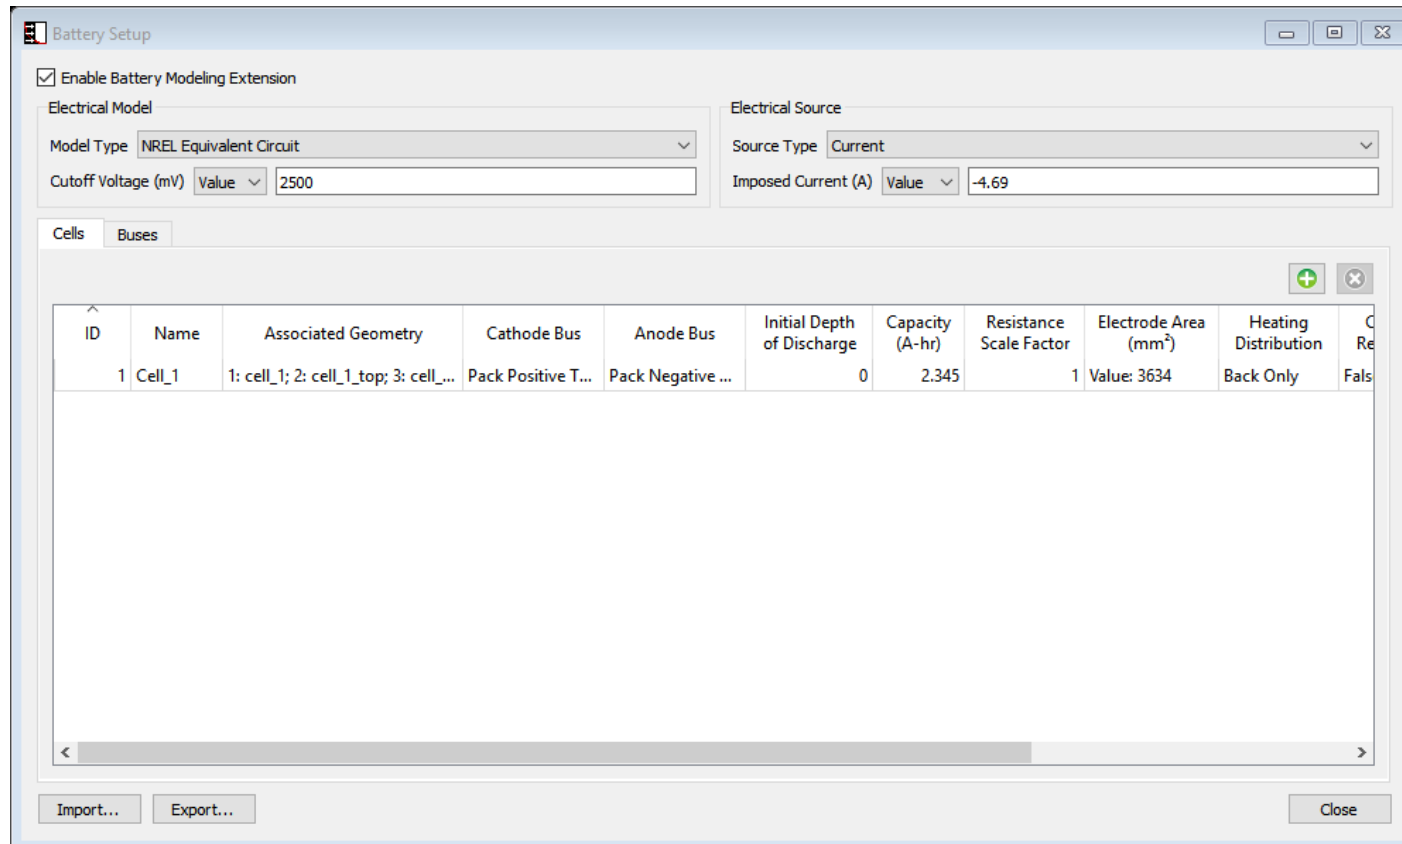 Battery Setup
Enable Battery Modeling Extension
Electrical Model
Model Type NREL Equivalent Circuit
Cutoff Voltage (mV) Value 2500
Electrical Source
Source Type Current
Imposed Current (A) Value -4.69
Cells Buses
ID Name Associated Geometry Cathode Bus Anode Bus Initial Depth of Discharge Capacity (A-hr) Resistance Scale Factor Electrode Area (mm²) Heating Distribution C Re
1 Cell_1 1: cell_1; 2: cell_1_top; 3: cell_... Pack Positive T... Pack Negative ... 0 2.345 1 Value: 3634 Back Only Fals
Import... Export... Close